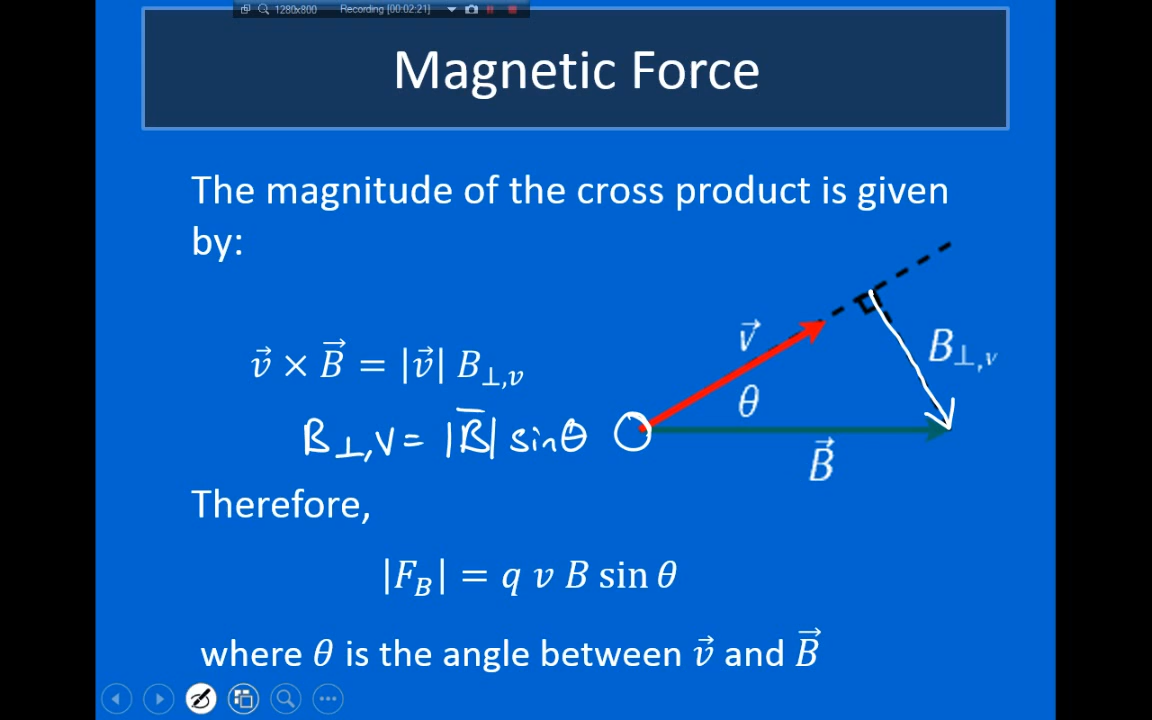 1280x800 Recording [00:02:21]
Magnetic Force
The magnitude of the cross product is given
by:
v⃗ × B⃗ = |v⃗| B⊥,v
B⊥,v = |B̅| sinθ
v⃗
θ
B⃗
B⊥,v
Therefore,
|F_B| = q v B sin θ
where θ is the angle between v⃗ and B⃗